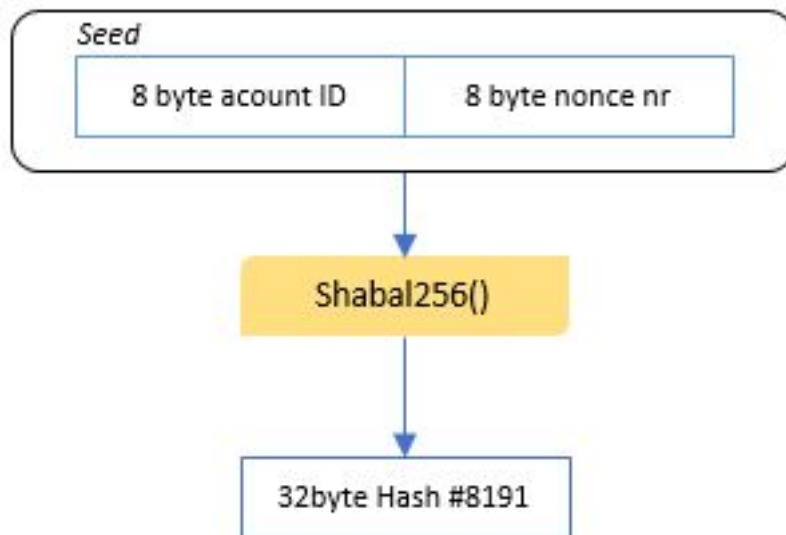 Seed
8 byte acount ID
8 byte nonce nr
Shabal256()
32byte Hash #8191